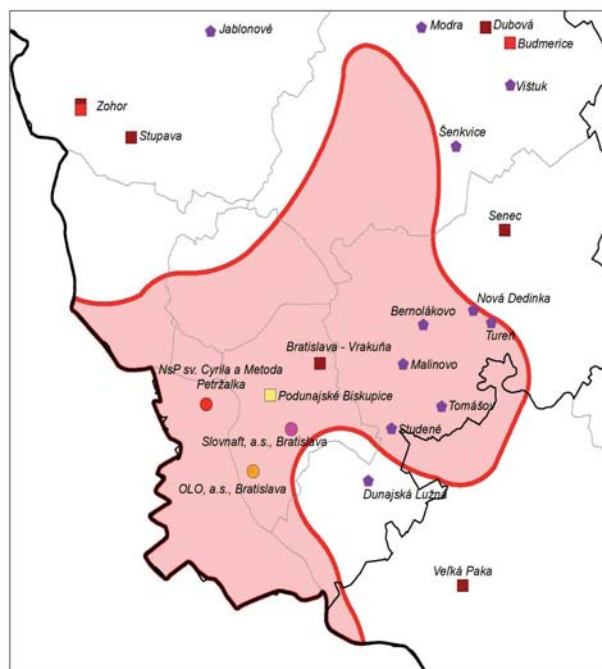 Jablonové
Modra
Dubová
Budmerice
Vištuk
Zohor
Stupava
Šenkvice
Senec
Nová Dedinka
Bernolákovo
Tureň
Bratislava - Vrakuňa
NsP sv. Cyrila a Metoda
Petržalka
Malinovo
Podunajské Biskupice
Tomášov
Studené
Slovnaft, a.s., Bratislava
OLO, a.s., Bratislava
Dunajská Lužná
Veľká Paka